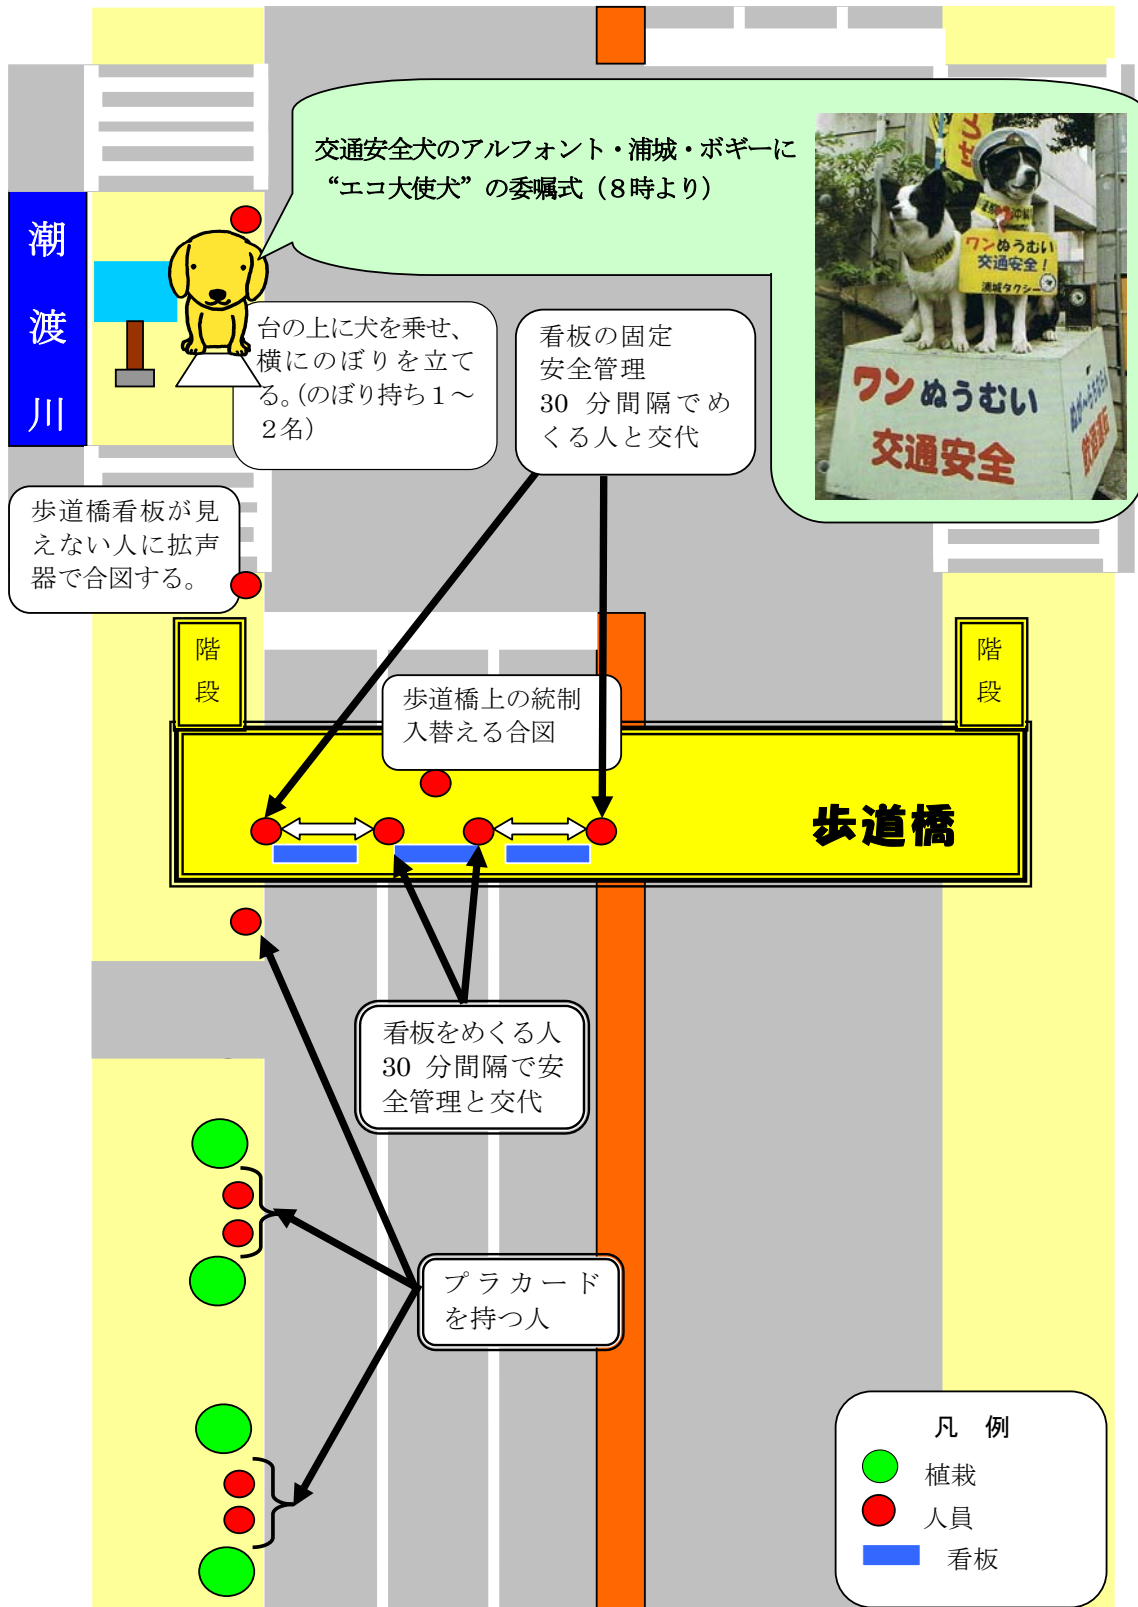 交通安全犬のアルフォント・浦城・ボギーに
“エコ大使犬”の委嘱式（８時より）
ワンぬうむい
交通安全！
浦城タクシー
ワンぬうむい
交通安全
潮
渡
川
台の上に犬を乗せ、
横にのぼりを立て
る。（のぼり持ち１～
２名）
看板の固定
安全管理
30 分間隔でめ
くる人と交代
歩道橋看板が見
えない人に拡声
器で合図する。
階
段
階
段
歩道橋上の統制
入替える合図
歩道橋
看板をめくる人
30 分間隔で安
全管理と交代
プラカード
を持つ人
凡 例
植栽
人員
看板